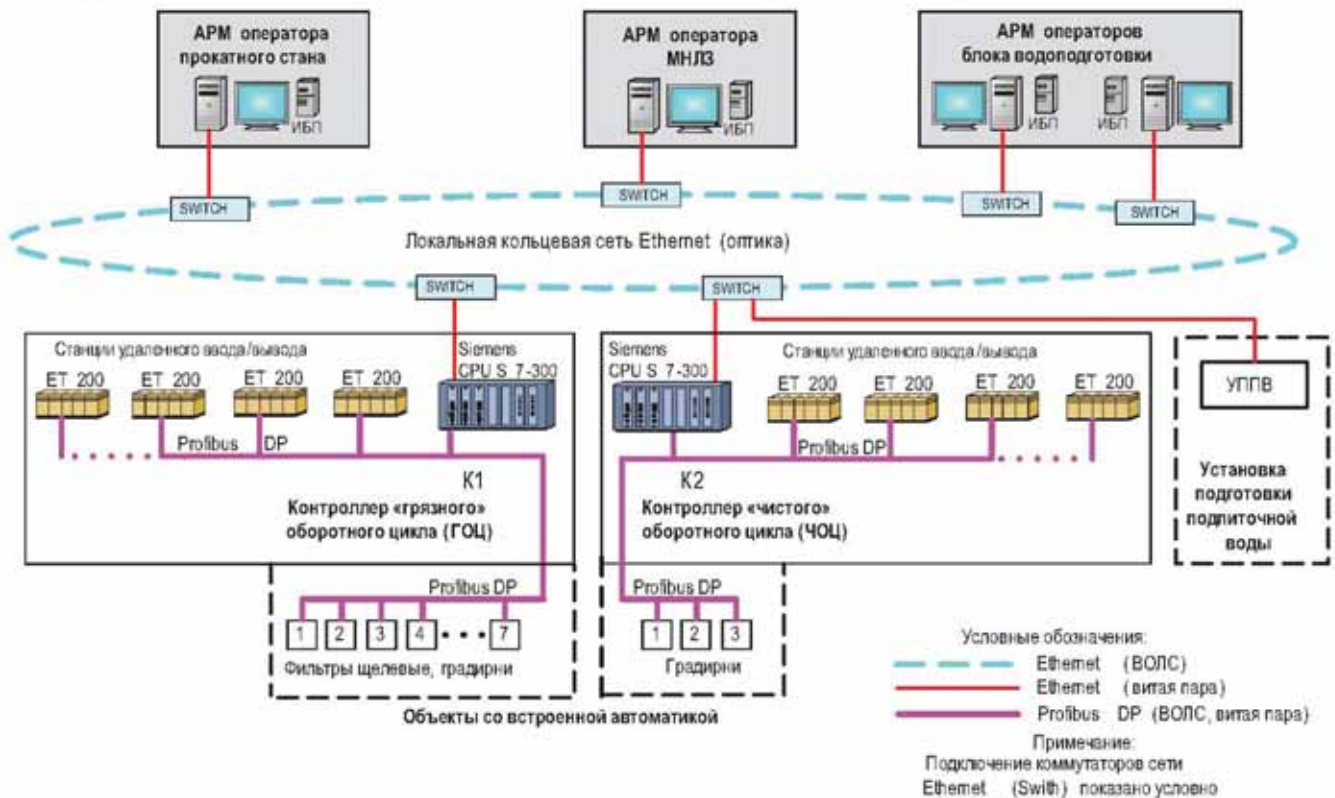 АРМ оператора
прокатного стана
ИБП
АРМ оператора
МНЛЗ
ИБП
АРМ операторов
блока водоподготовки
ИБП
ИБП
SWITCH
SWITCH
SWITCH
SWITCH
Локальная кольцевая сеть Ethernet (оптика)
SWITCH
SWITCH
Станции удаленного ввода/вывода
Siemens
CPU S 7-300
ET 200
ET 200
ET 200
ET 200
Profibus DP
К1
Контроллер «грязного»
оборотного цикла (ГОЦ)
Siemens
CPU S 7-300
Станции удаленного ввода/вывода
ET 200
ET 200
ET 200
ET 200
Profibus DP
К2
Контроллер «чистого»
оборотного цикла (ЧОЦ)
УППВ
Установка
подготовки
подпиточной
воды
Profibus DP
1 2 3 4 7
Фильтры щелевые, градирни
Profibus DP
1 2 3
Градирни
Объекты со встроенной автоматикой
Условные обозначения:
Ethernet (ВОЛС)
Ethernet (витая пара)
Profibus DP (ВОЛС, витая пара)
Примечание:
Подключение коммутаторов сети
Ethernet (Swith) показано условно